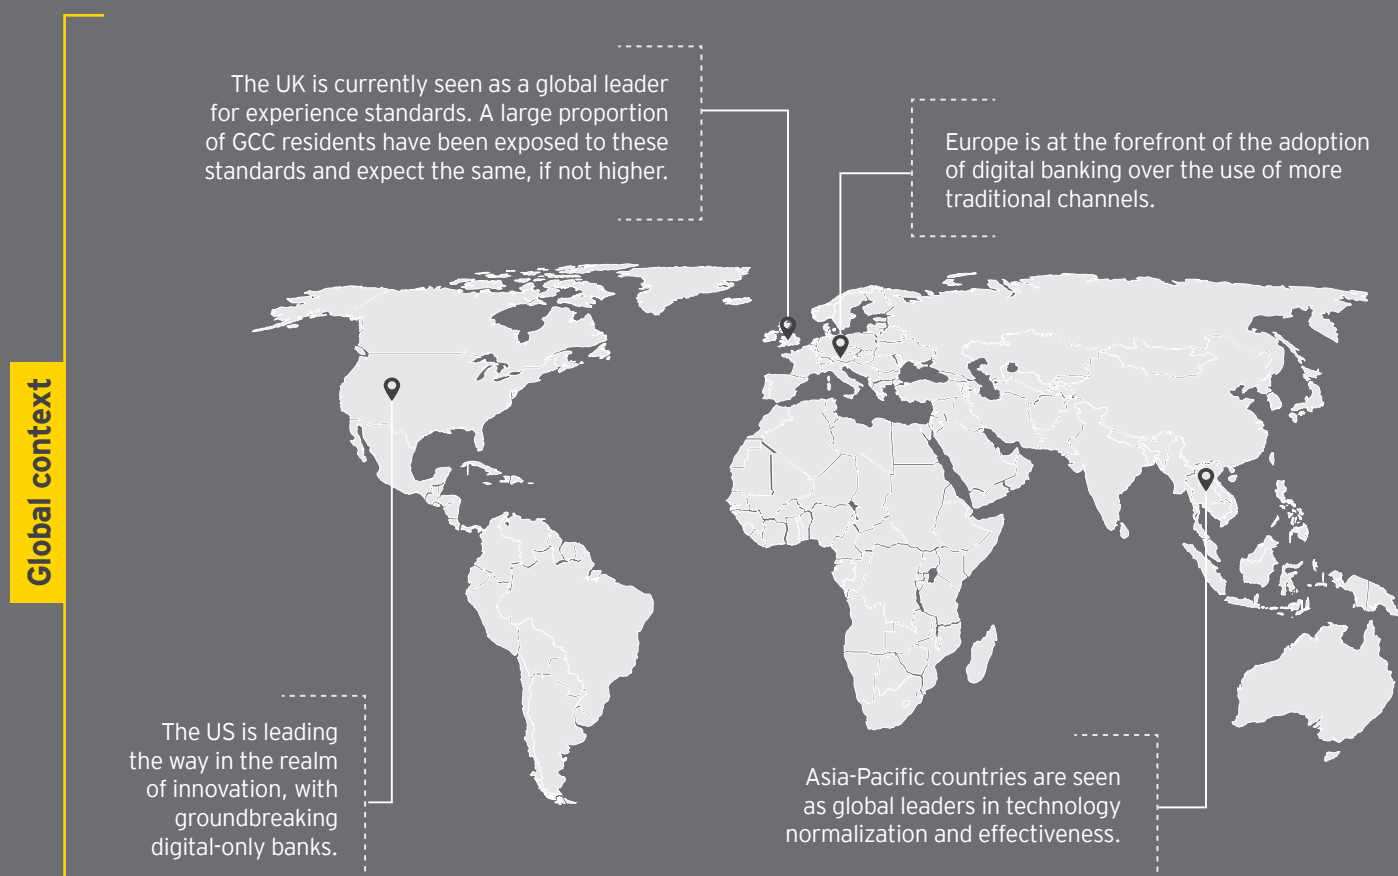 Global context
The UK is currently seen as a global leader
for experience standards. A large proportion
of GCC residents have been exposed to these
standards and expect the same, if not higher.
Europe is at the forefront of the adoption
of digital banking over the use of more
traditional channels.
The US is leading
the way in the realm
of innovation, with
groundbreaking
digital-only banks.
Asia-Pacific countries are seen
as global leaders in technology
normalization and effectiveness.